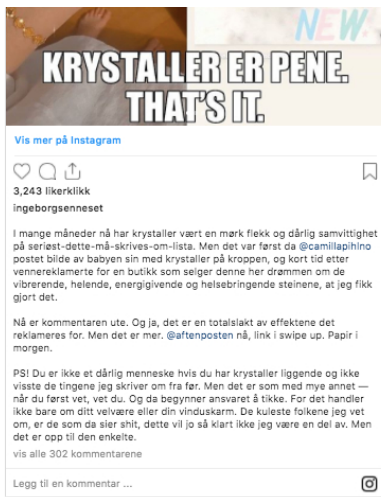 NEW.
KRYSTALLER ER PENE.
THAT'S IT.
Vis mer på Instagram
3,243 likerklikk
ingeborgsenneset
I mange måneder nå har krystaller vært en mørk flekk og dårlig samvittighet
på seriøst-dette-må-skrives-om-lista. Men det var først da @camillapihlno
postet bilde av babyen sin med krystaller på kroppen, og kort tid etter
vennereklamerte for en butikk som selger denne her drømmen om de
vibrerende, helende, energigivende og helsebringende steinene, at jeg fikk
gjort det.
Nå er kommentaren ute. Og ja, det er en totalslakt av effektene det
reklameres for. Men det er mer. @aftenposten nå, link i swipe up. Papir i
morgen.
PS! Du er ikke et dårlig menneske hvis du har krystaller liggende og ikke
visste de tingene jeg skriver om fra før. Men det er som med mye annet —
når du først vet, vet du. Og da begynner ansvaret å tikke. For det handler
ikke bare om ditt velvære eller din vinduskarm. De kuleste folkene jeg vet
om, er de som da sier shit, dette vil jo så klart ikke jeg være en del av. Men
det er opp til den enkelte.
vis alle 302 kommentarene
Legg til en kommentar ...